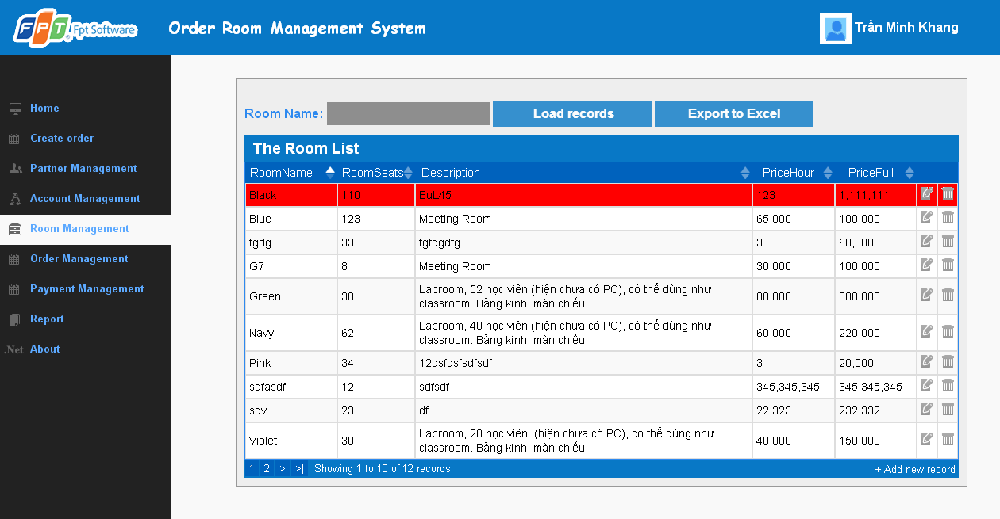 FPT Fpt Software
Order Room Management System
Trần Minh Khang
Home
Create order
Partner Management
Account Management
Room Management
Order Management
Payment Management
Report
.Net About
Room Name: Load records Export to Excel
The Room List
RoomName RoomSeats Description PriceHour PriceFull
Black 110 BuL45 123 1,111,111
Blue 123 Meeting Room 65,000 100,000
fgdg 33 fgfdgdfg 3 60,000
G7 8 Meeting Room 30,000 100,000
Green 30 Labroom, 52 học viên (hiện chưa có PC), có thể dùng như 80,000 300,000
classroom. Bảng kính, màn chiếu.
Navy 62 Labroom, 40 học viên (hiện chưa có PC), có thể dùng như 60,000 220,000
classroom. Bảng kính, màn chiếu.
Pink 34 12dsfdsfsdfsdf 3 20,000
sdfasdf 12 sdfsdf 345,345,345 345,345,345
sdv 23 df 22,323 232,332
Violet 30 Labroom, 20 học viên. (hiện chưa có PC), có thể dùng như 40,000 150,000
classroom. Bảng kính, màn chiếu.
1 2 > >| Showing 1 to 10 of 12 records + Add new record